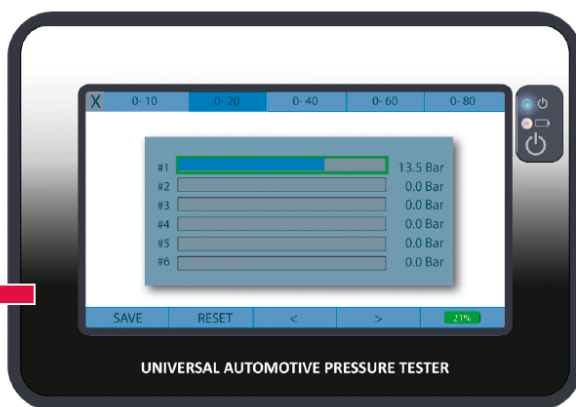 X 0-10 0-20 0-40 0-60 0-80
#1 13.5 Bar
#2 0.0 Bar
#3 0.0 Bar
#4 0.0 Bar
#5 0.0 Bar
#6 0.0 Bar
SAVE RESET < > 21%
UNIVERSAL AUTOMOTIVE PRESSURE TESTER